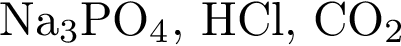 Na₃PO₄, HCl, CO₂